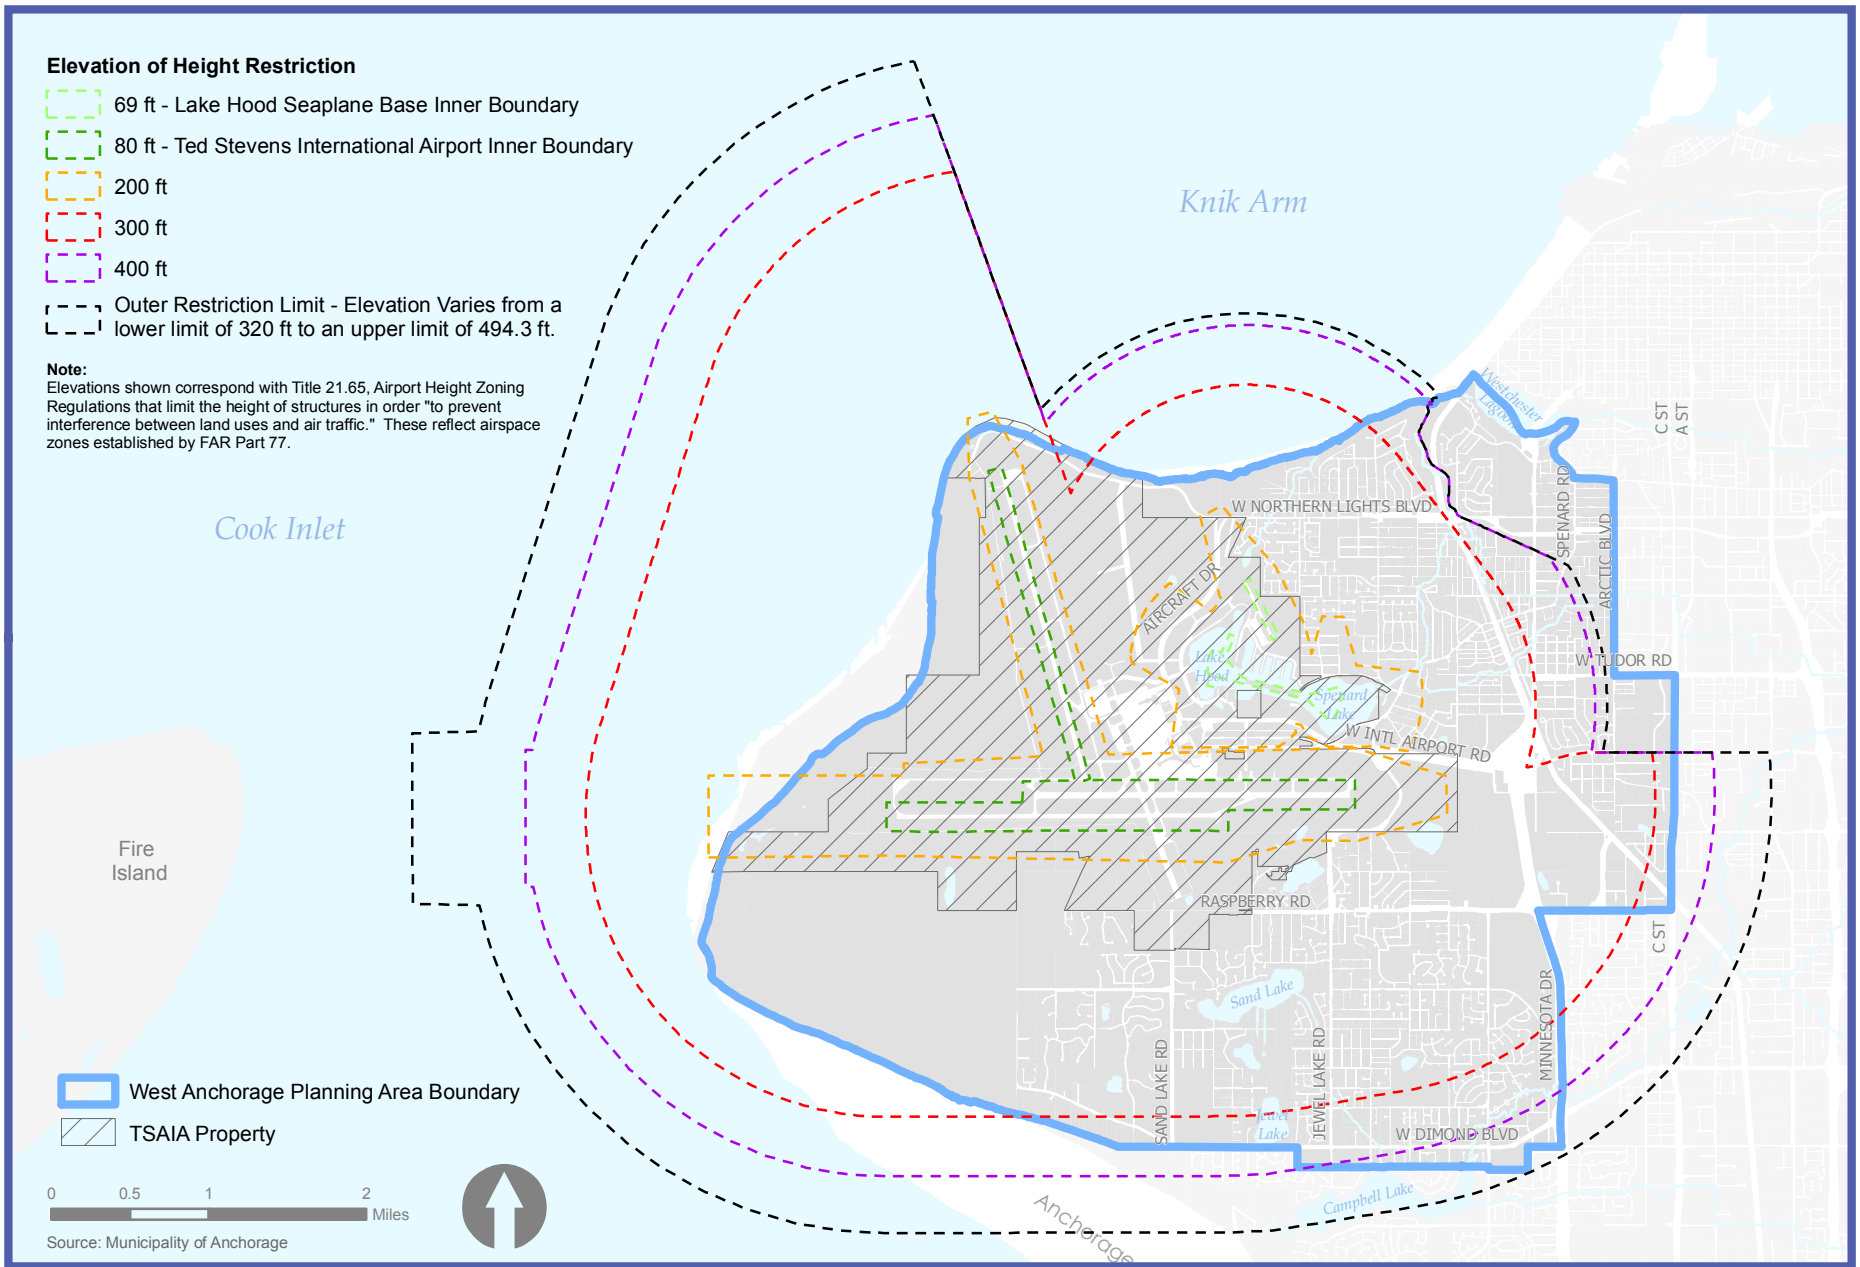 Elevation of Height Restriction
69 ft - Lake Hood Seaplane Base Inner Boundary
80 ft - Ted Stevens International Airport Inner Boundary
200 ft
300 ft
400 ft
Outer Restriction Limit - Elevation Varies from a
lower limit of 320 ft to an upper limit of 494.3 ft.
Note:
Elevations shown correspond with Title 21.65, Airport Height Zoning
Regulations that limit the height of structures in order "to prevent
interference between land uses and air traffic."  These reflect airspace
zones established by FAR Part 77.
Knik Arm
Cook Inlet
Fire
Island
Westchester
Lagoon
C ST
A ST
W NORTHERN LIGHTS BLVD
SPENARD RD
ARCTIC BLVD
AIRCRAFT DR
Lake
Hood
Spenard
Lake
W TUDOR RD
W INTL AIRPORT RD
RASPBERRY RD
C ST
Sand Lake
MINNESOTA DR
SAND LAKE RD
JEWEL LAKE RD
Jewel
Lake
W DIMOND BLVD
Campbell Lake
Anchorage
West Anchorage Planning Area Boundary
TSAIA Property
0 0.5 1 2
Miles
Source: Municipality of Anchorage